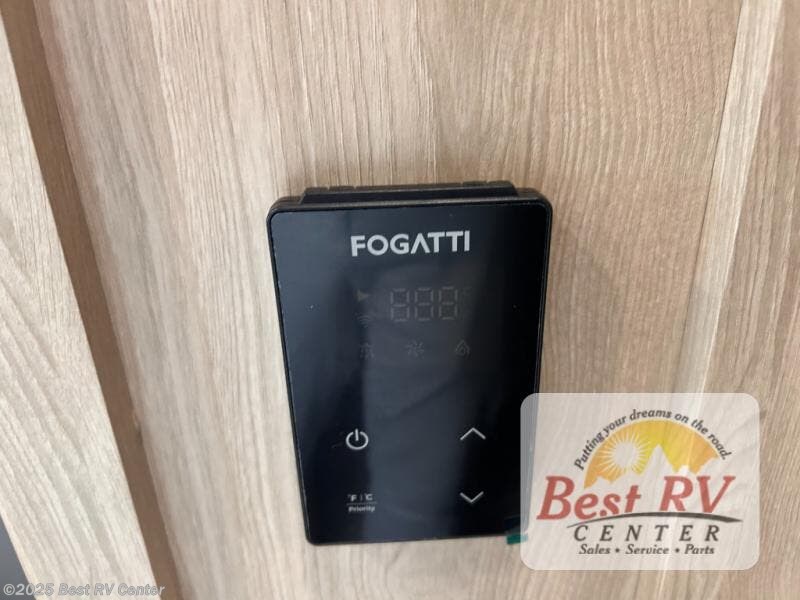 FOGATTI
888
°F | °C
Priority
Putting your dreams on the road.
Best RV
CENTER
Sales • Service • Parts
©2025 Best RV Center